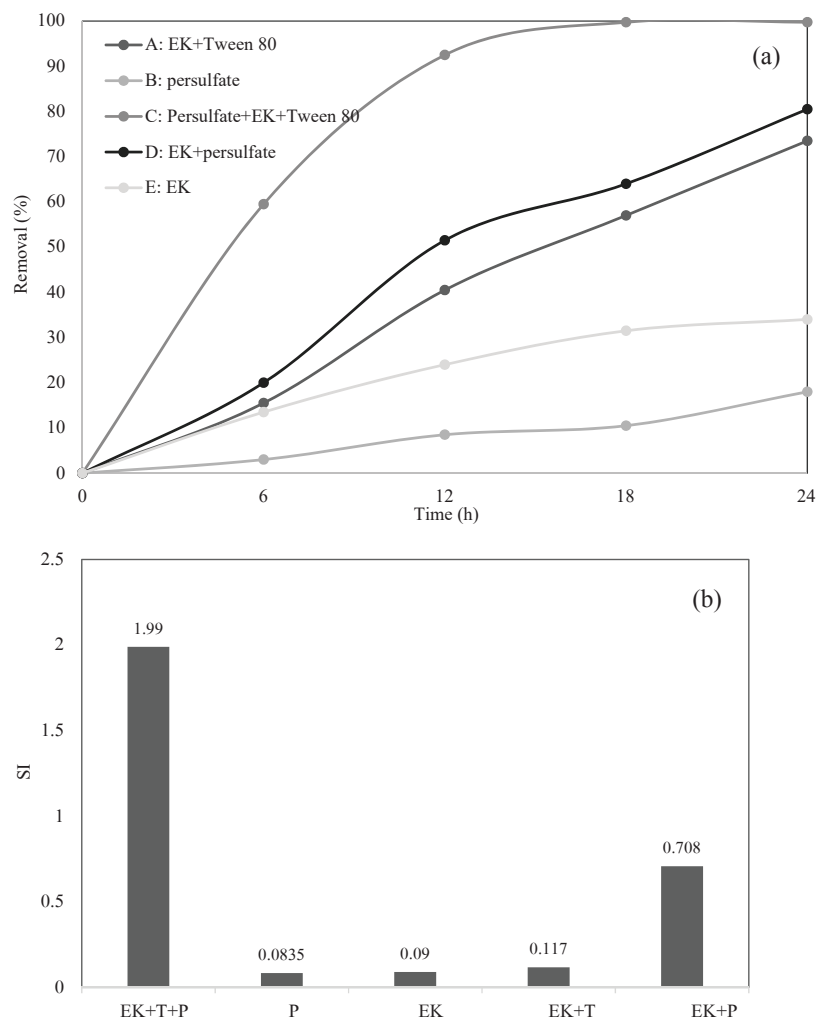 100
90
80
70
60
50
40
30
20
10
0
Removal (%)
(a)
A: EK+Tween 80
B: persulfate
C: Persulfate+EK+Tween 80
D: EK+persulfate
E: EK
0 6 12 18 24
Time (h)
2.5
2
1.5
1
0.5
0
SI
(b)
1.99
0.0835
0.09
0.117
0.708
EK+T+P P EK EK+T EK+P